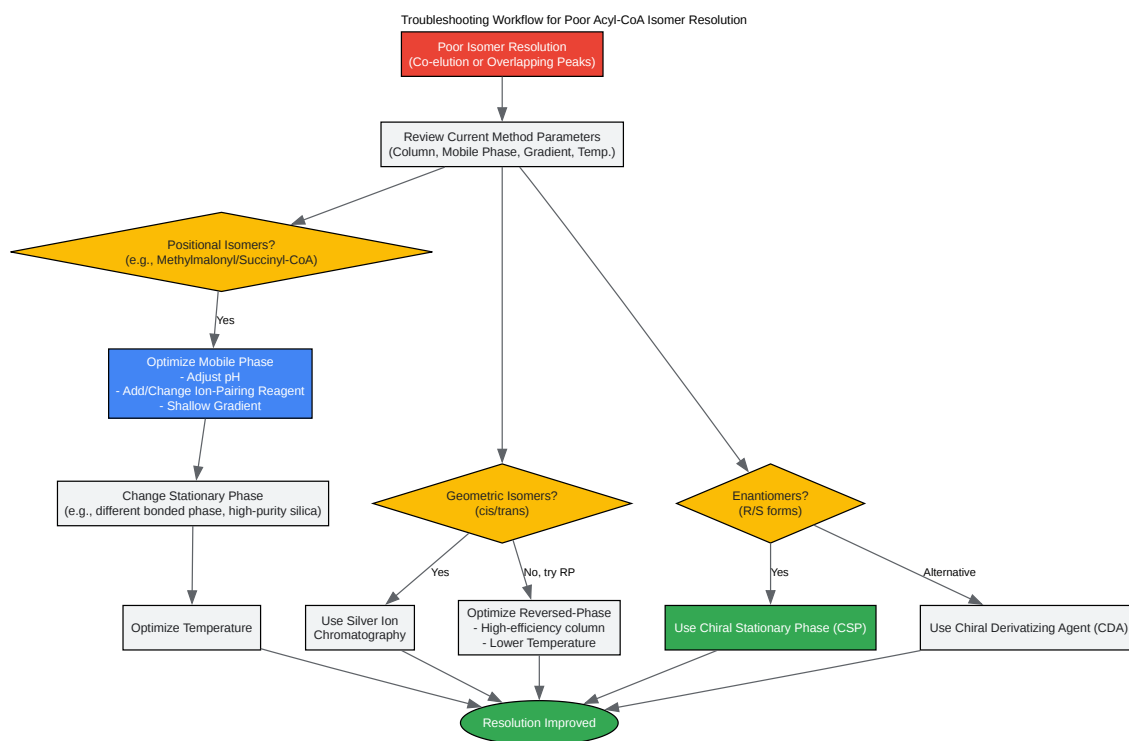 Troubleshooting Workflow for Poor Acyl-CoA Isomer Resolution
Poor Isomer Resolution
(Co-elution or Overlapping Peaks)
Review Current Method Parameters
(Column, Mobile Phase, Gradient, Temp.)
Positional Isomers?
(e.g., Methylmalonyl/Succinyl-CoA)
Yes
Optimize Mobile Phase
- Adjust pH
- Add/Change Ion-Pairing Reagent
- Shallow Gradient
Change Stationary Phase
(e.g., different bonded phase, high-purity silica)
Optimize Temperature
Geometric Isomers?
(cis/trans)
Yes
No, try RP
Use Silver Ion
Chromatography
Optimize Reversed-Phase
- High-efficiency column
- Lower Temperature
Enantiomers?
(R/S forms)
Yes
Alternative
Use Chiral Stationary Phase (CSP)
Use Chiral Derivatizing Agent (CDA)
Resolution Improved